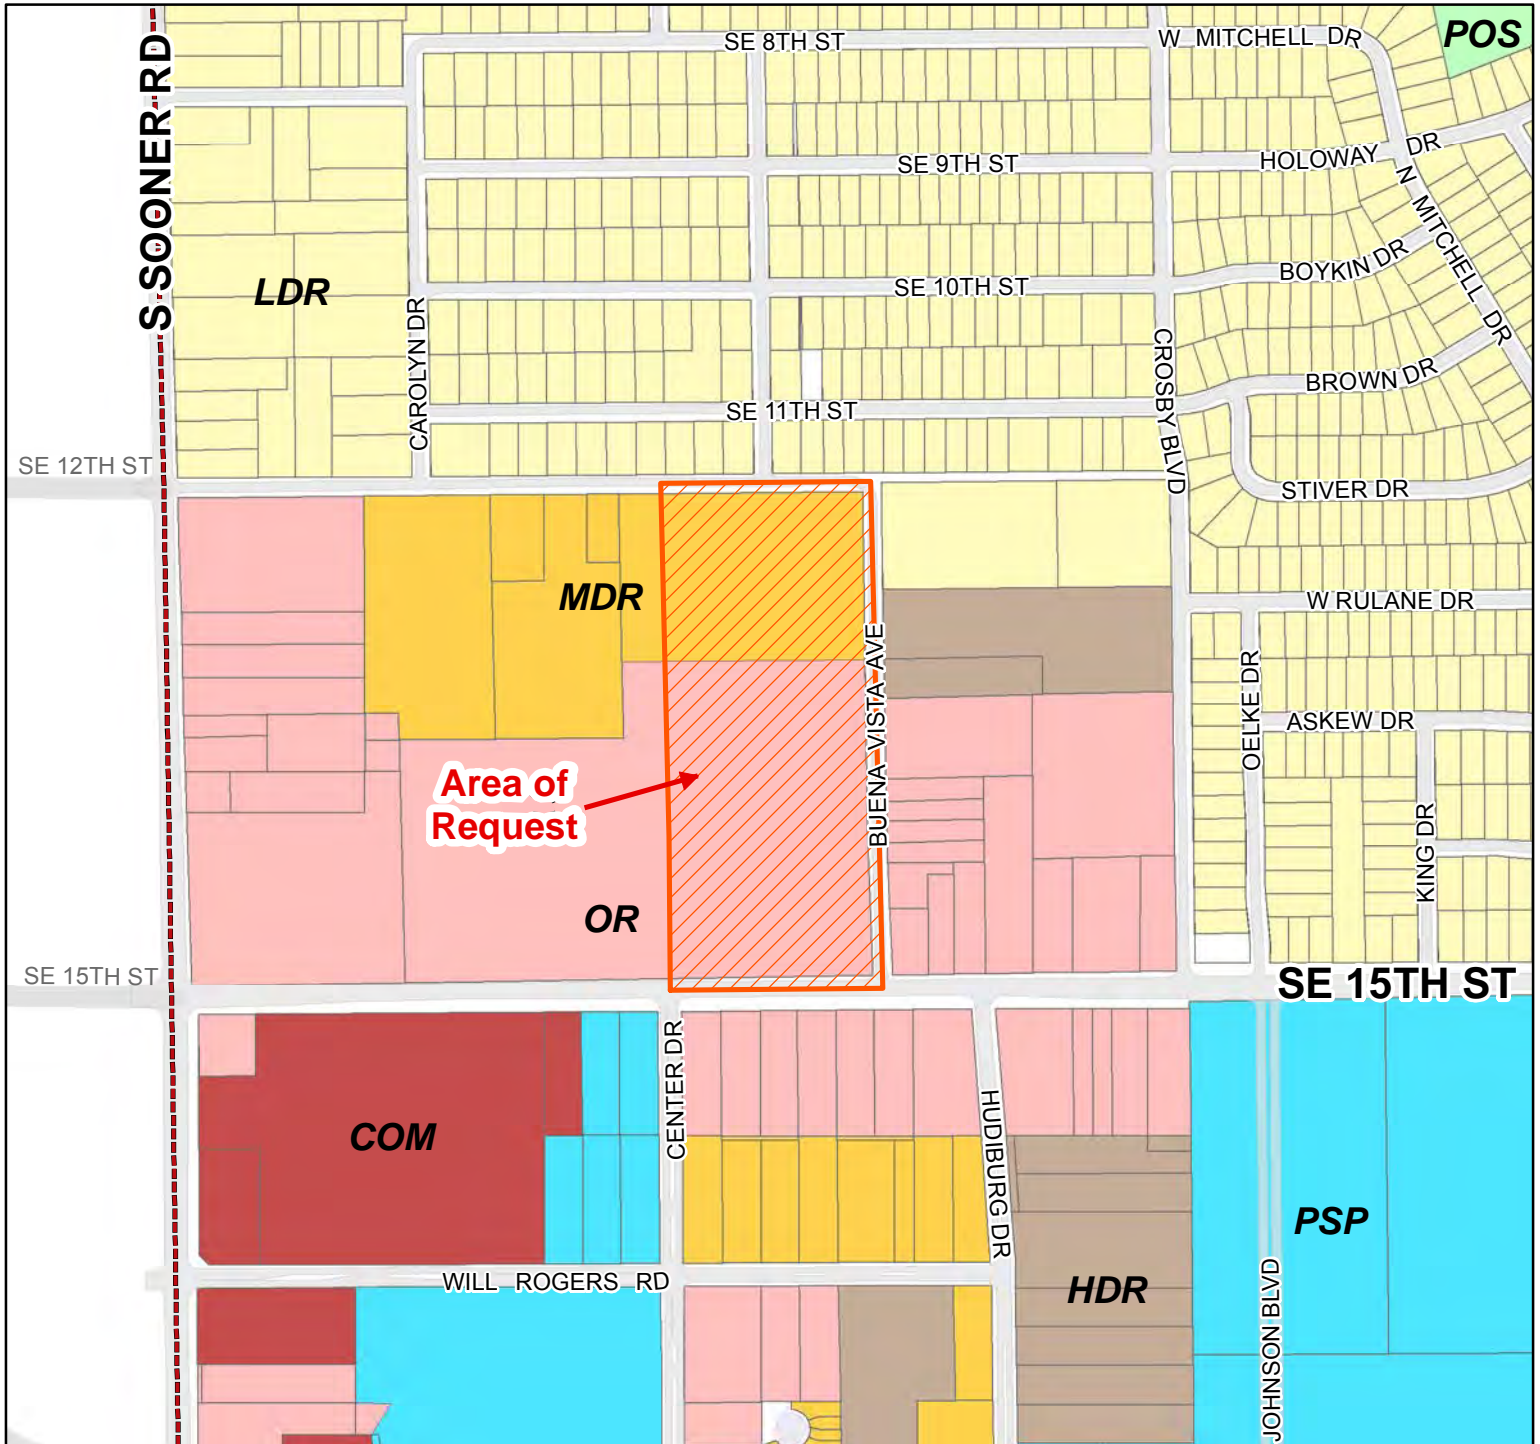 SE 8TH ST
W MITCHELL DR
POS
S SOONER RD
SE 9TH ST
HOLOWAY DR
N MITCHELL DR
LDR
SE 10TH ST
BOYKIN DR
CAROLYN DR
CROSBY BLVD
BROWN DR
SE 11TH ST
SE 12TH ST
STIVER DR
MDR
W RULANE DR
BUENA VISTA AVE
OELKE DR
ASKEW DR
Area of
Request
KING DR
OR
SE 15TH ST
SE 15TH ST
CENTER DR
HUDIBURG DR
COM
PSP
WILL ROGERS RD
HDR
JOHNSON BLVD